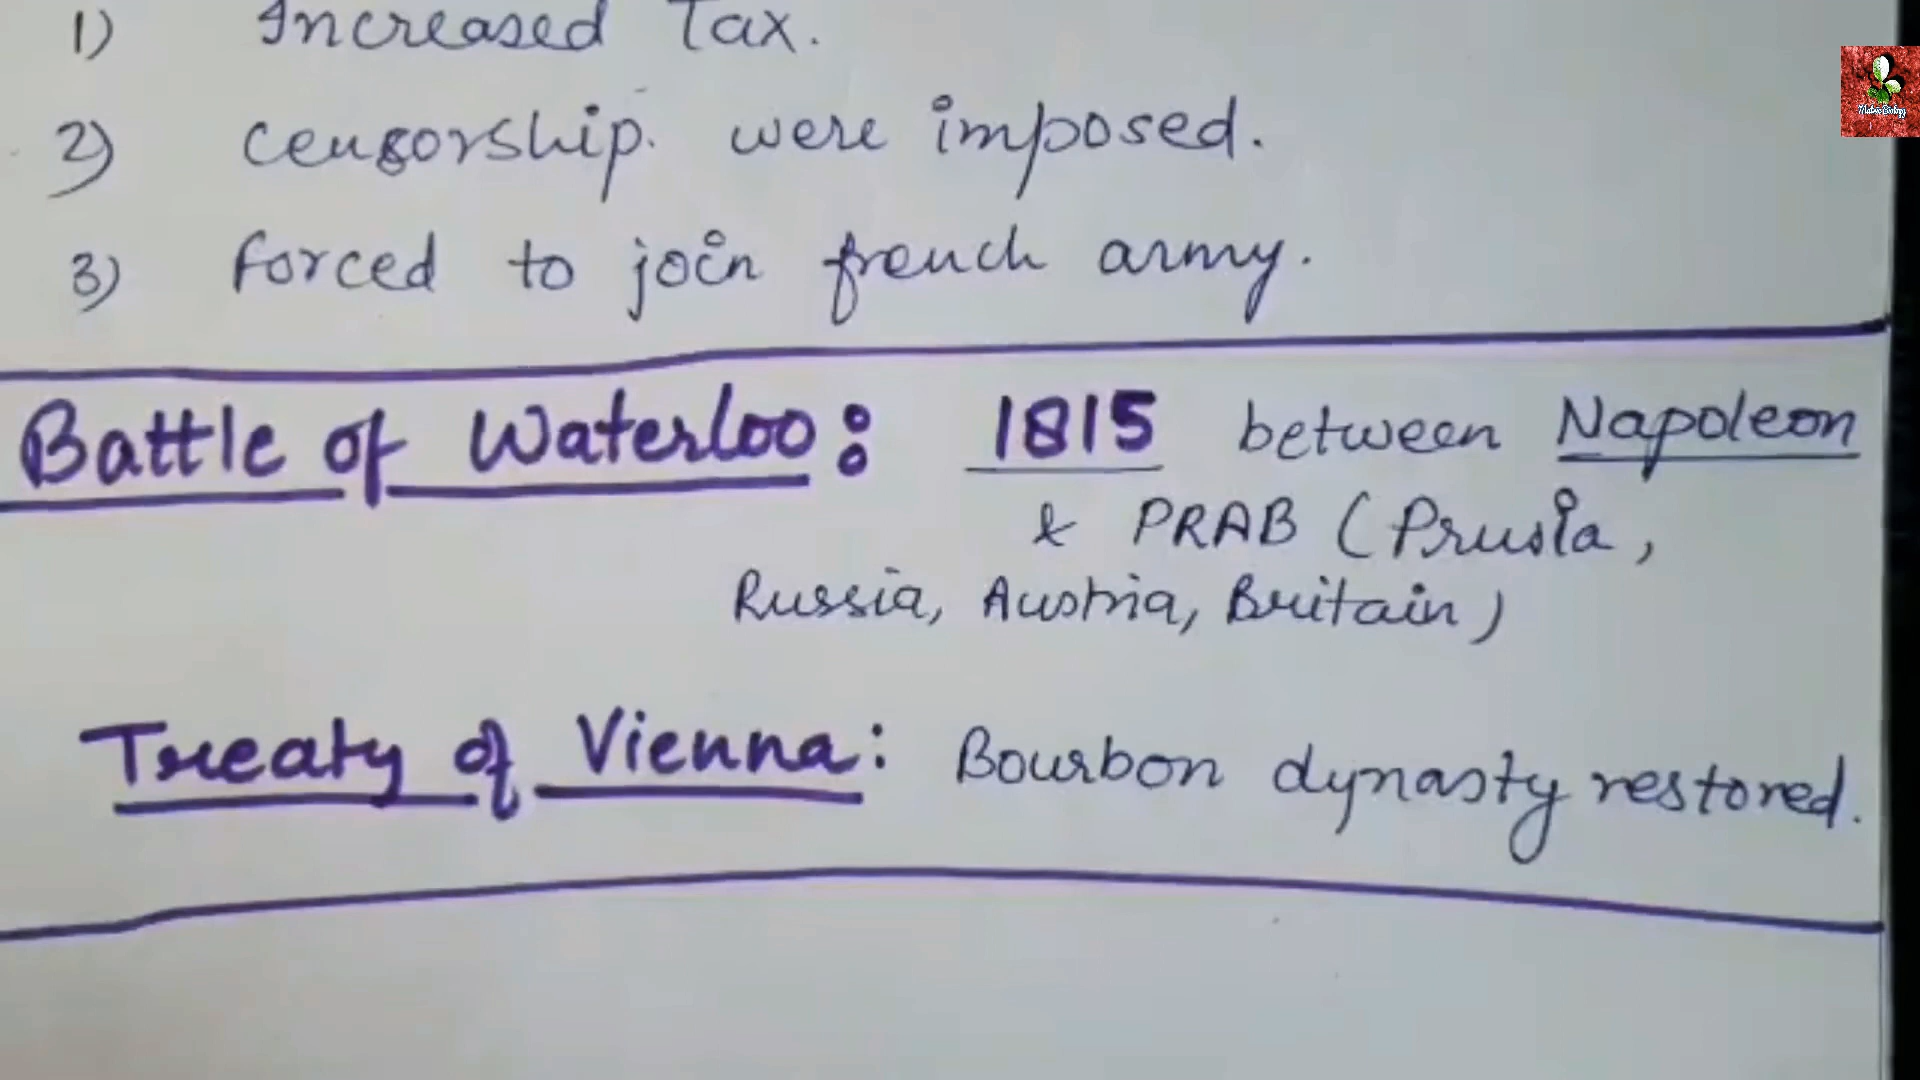 1) Increased Tax.
2) censorship. were imposed.
3) forced to join french army.
Battle of Waterloo: 1815 between Napoleon
& PRAB (Prusia,
Russia, Austria, Britain)
Treaty of Vienna: Bourbon dynasty restored.